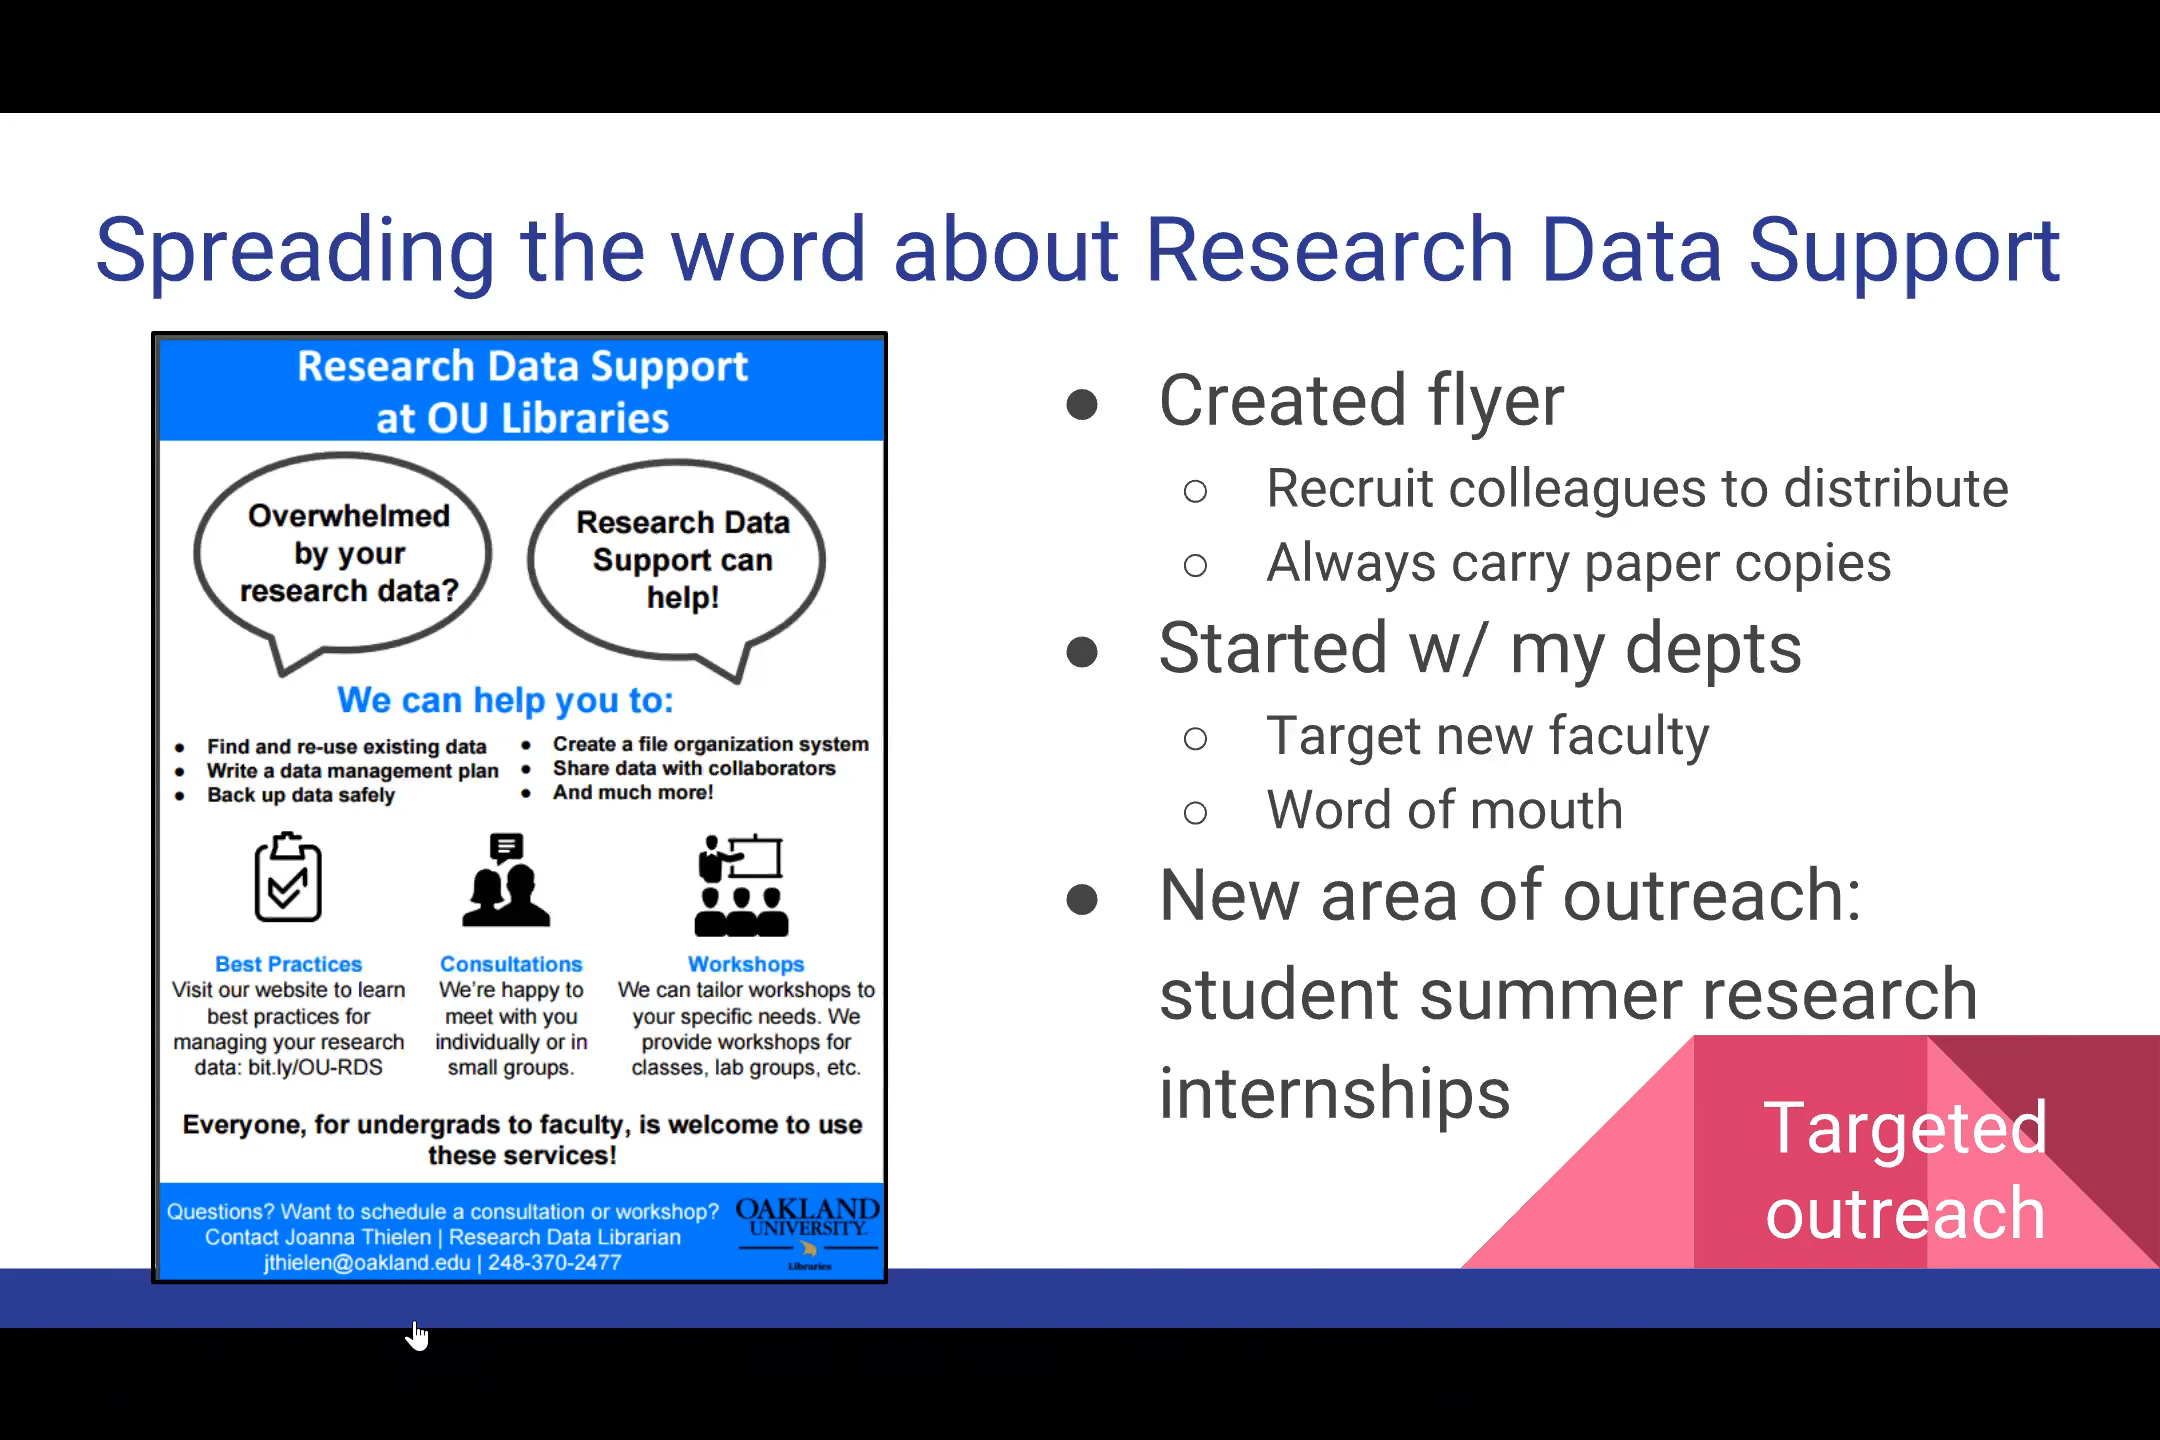 Spreading the word about Research Data Support
Research Data Support
at OU Libraries
Overwhelmed
by your
research data?
Research Data
Support can
help!
We can help you to:
● Find and re-use existing data
● Write a data management plan
● Back up data safely
● Create a file organization system
● Share data with collaborators
● And much more!
Best Practices
Visit our website to learn
best practices for
managing your research
data: bit.ly/OU-RDS
Consultations
We're happy to
meet with you
individually or in
small groups.
Workshops
We can tailor workshops to
your specific needs. We
provide workshops for
classes, lab groups, etc.
Everyone, for undergrads to faculty, is welcome to use
these services!
Questions? Want to schedule a consultation or workshop?
Contact Joanna Thielen | Research Data Librarian
jthielen@oakland.edu | 248-370-2477
OAKLAND
UNIVERSITY
Libraries
● Created flyer
○ Recruit colleagues to distribute
○ Always carry paper copies
● Started w/ my depts
○ Target new faculty
○ Word of mouth
● New area of outreach:
student summer research
internships
Targeted
outreach